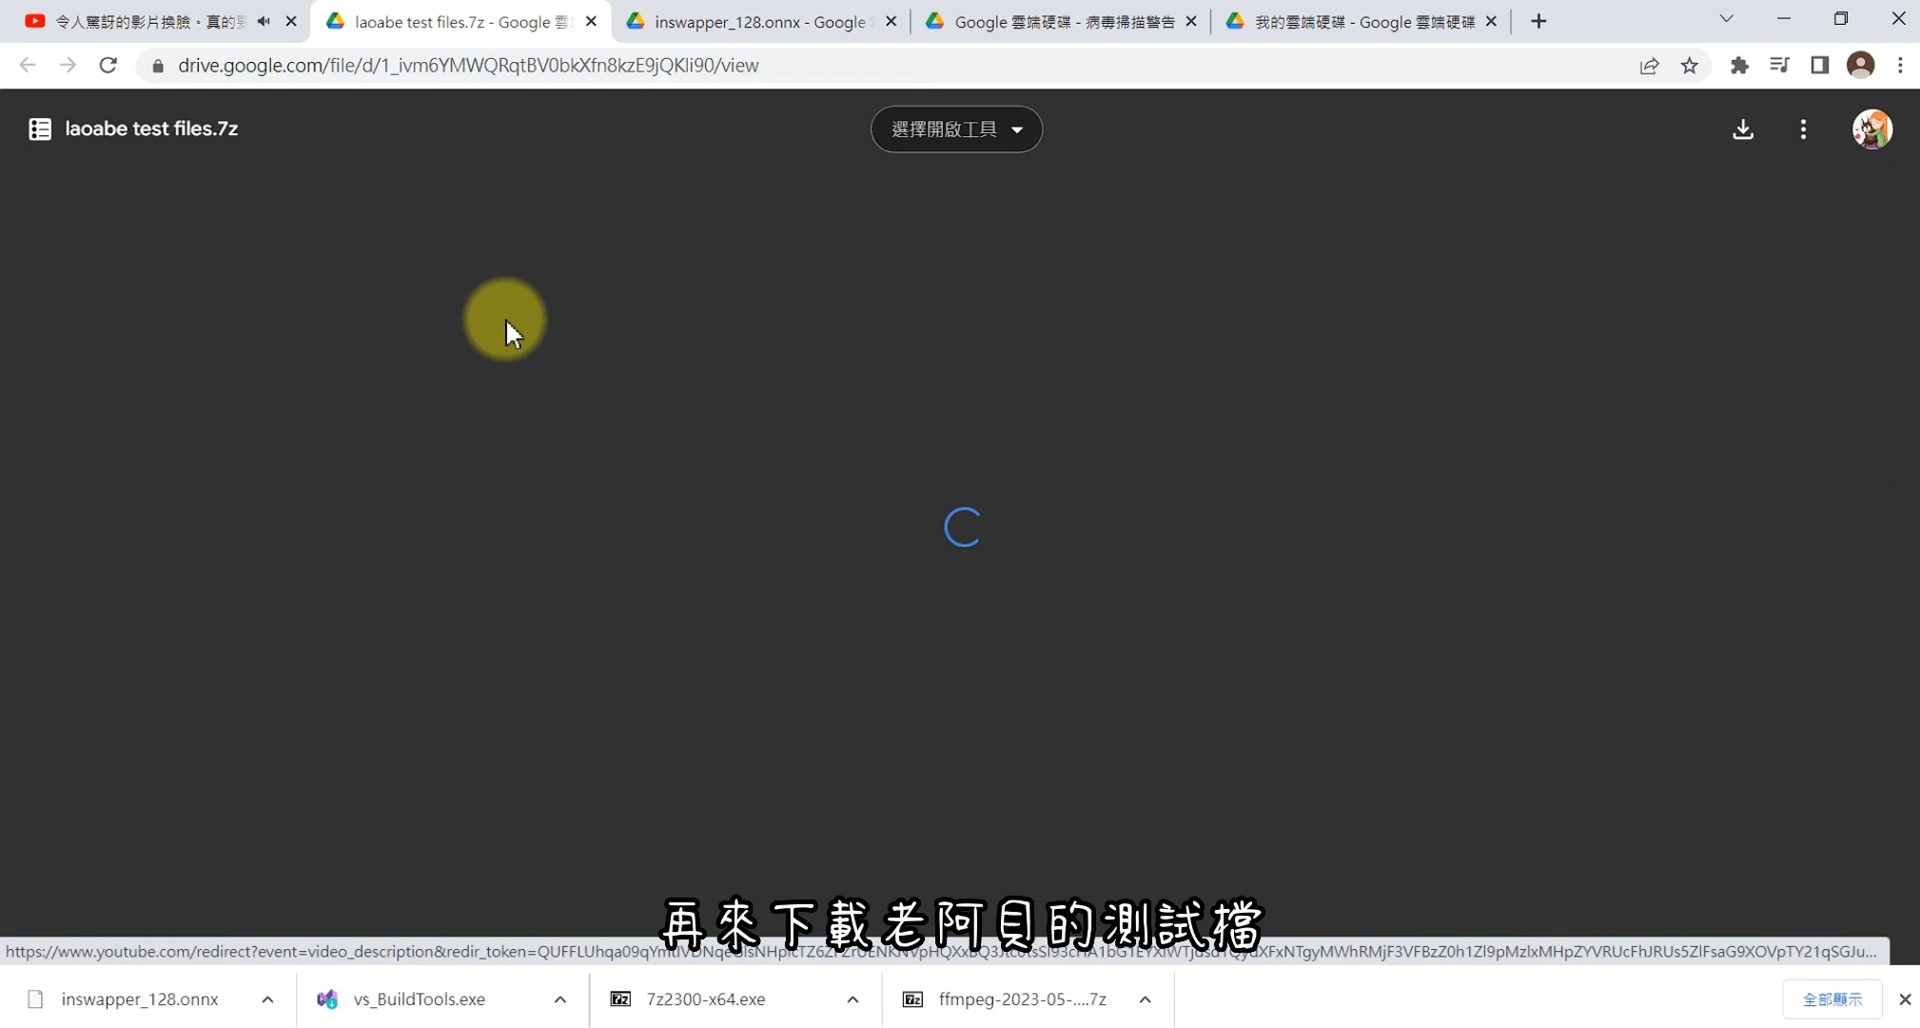 令人驚訝的影片換臉。真的
laoabe test files.7z - Google 雲
inswapper_128.onnx - Google
Google 雲端硬碟 - 病毒掃描警告
我的雲端硬碟 - Google 雲端硬碟
drive.google.com/file/d/1_ivm6YMWQRqtBV0bkXfn8kzE9jQKli90/view
laoabe test files.7z
選擇開啟工具
再來下載老阿貝的測試檔
https://www.youtube.com/redirect?event=video_description&redir_token=
inswapper_128.onnx
vs_BuildTools.exe
7z2300-x64.exe
ffmpeg-2023-05-....7z
全部顯示